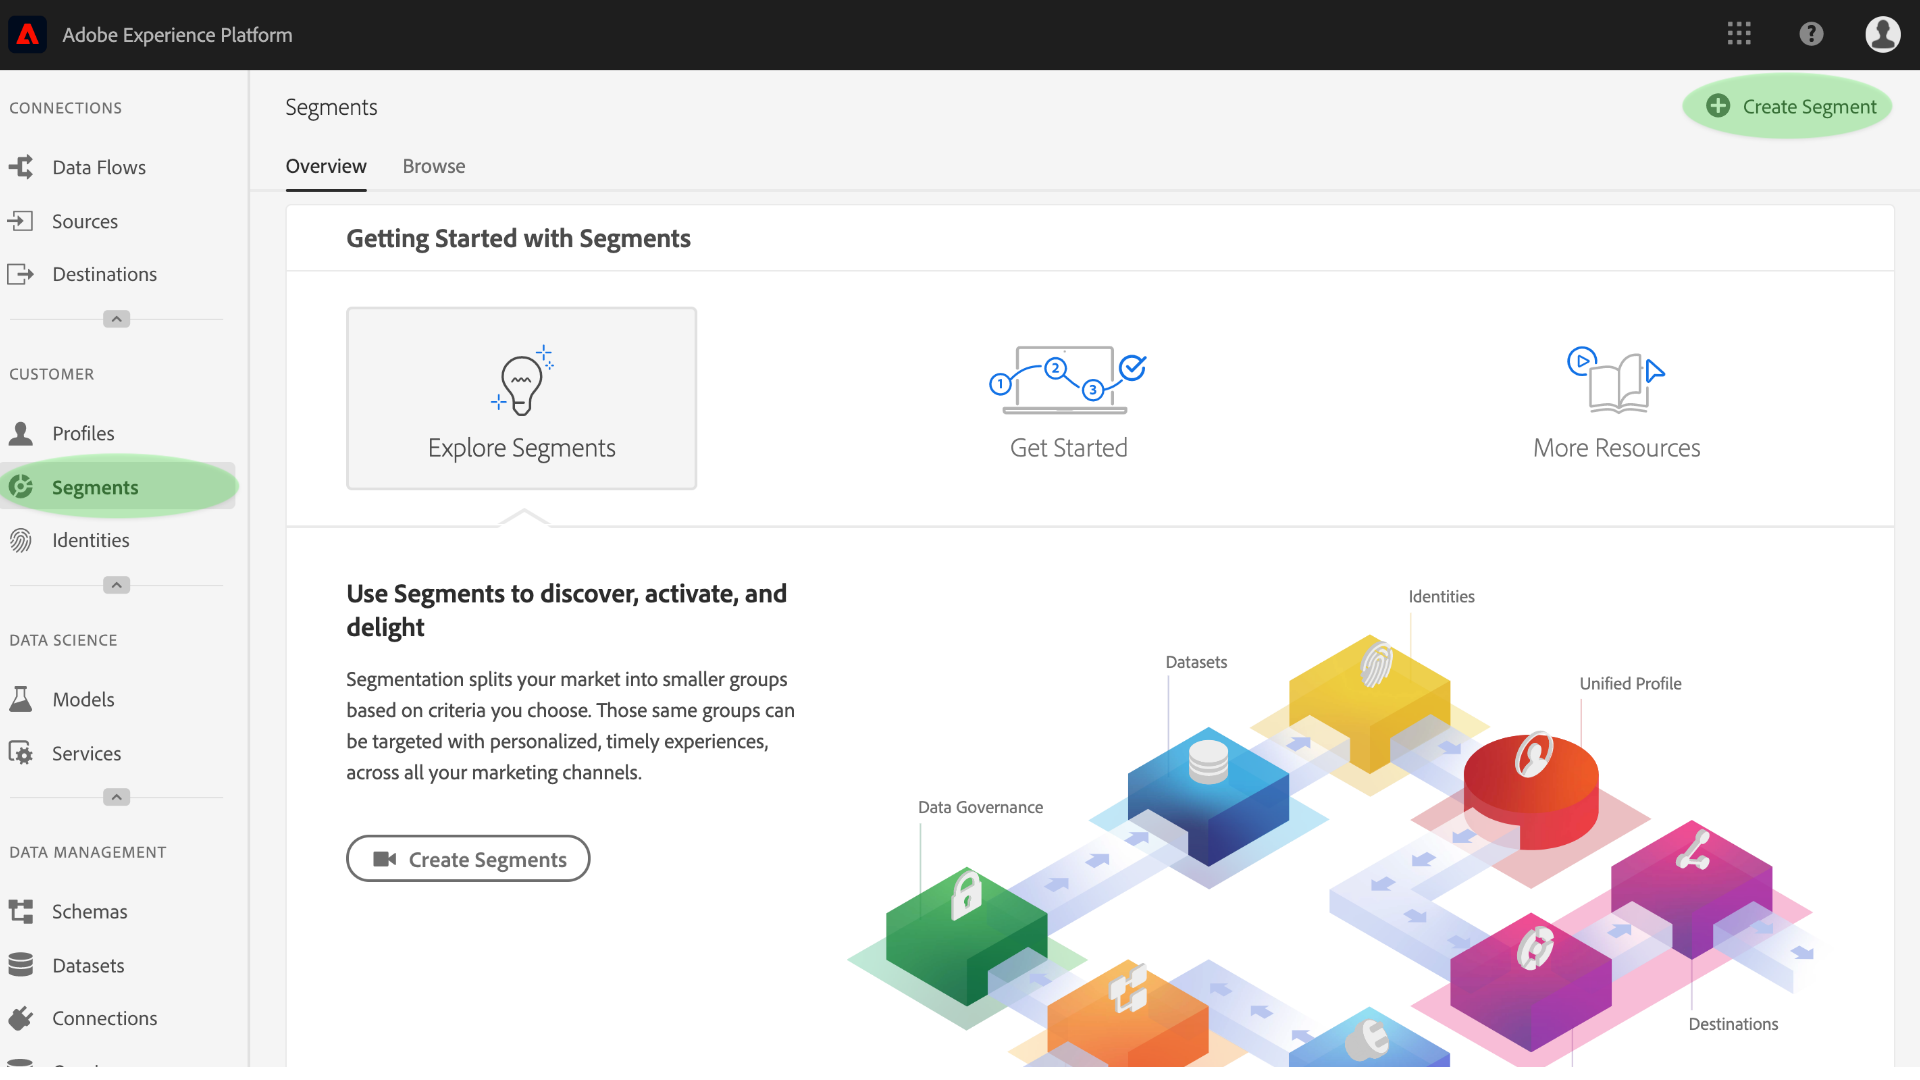 Adobe Experience Platform
CONNECTIONS
Data Flows
Sources
Destinations
CUSTOMER
Profiles
Segments
Identities
DATA SCIENCE
Models
Services
DATA MANAGEMENT
Schemas
Datasets
Connections
Segments
Create Segment
Overview
Browse
Getting Started with Segments
1
2
3
Explore Segments
Get Started
More Resources
Use Segments to discover, activate, and
delight
Segmentation splits your market into smaller groups
based on criteria you choose. Those same groups can
be targeted with personalized, timely experiences,
across all your marketing channels.
Create Segments
Identities
Datasets
Unified Profile
Data Governance
Destinations